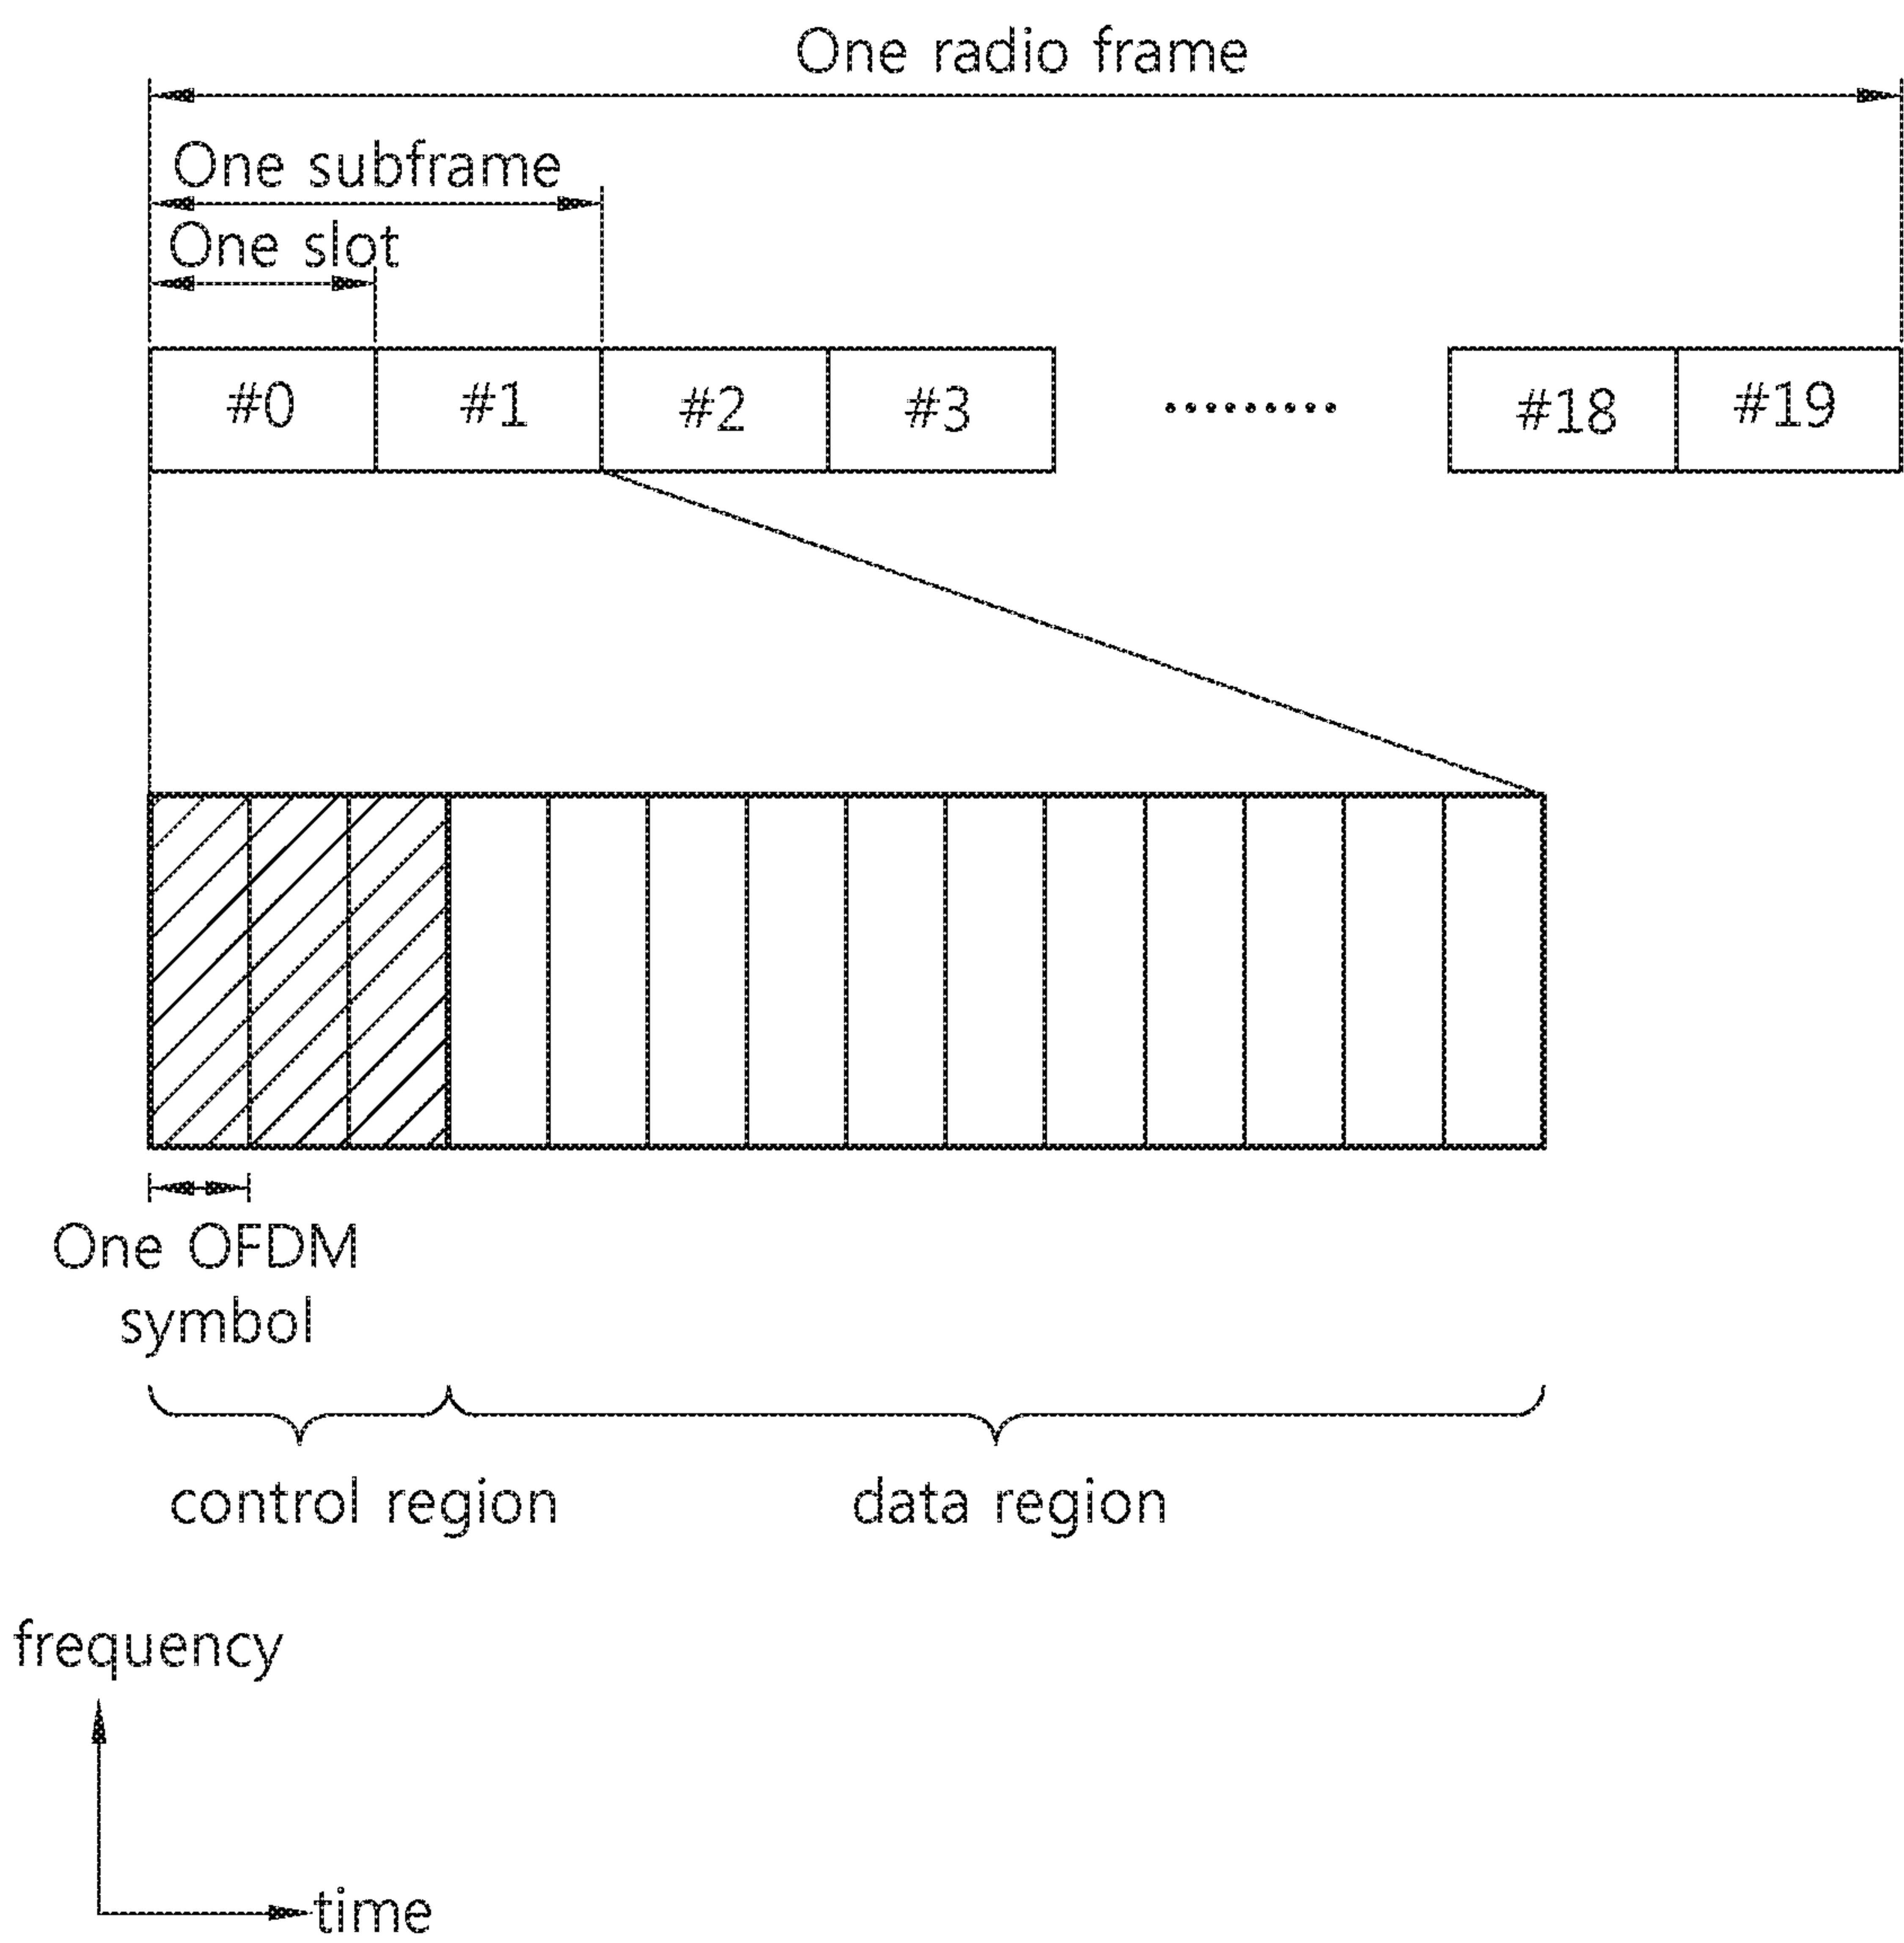 One radio frame
One subframe
One slot
#0 #1 #2 #3 ········ #18 #19
One OFDM
symbol
control region data region
frequency
time